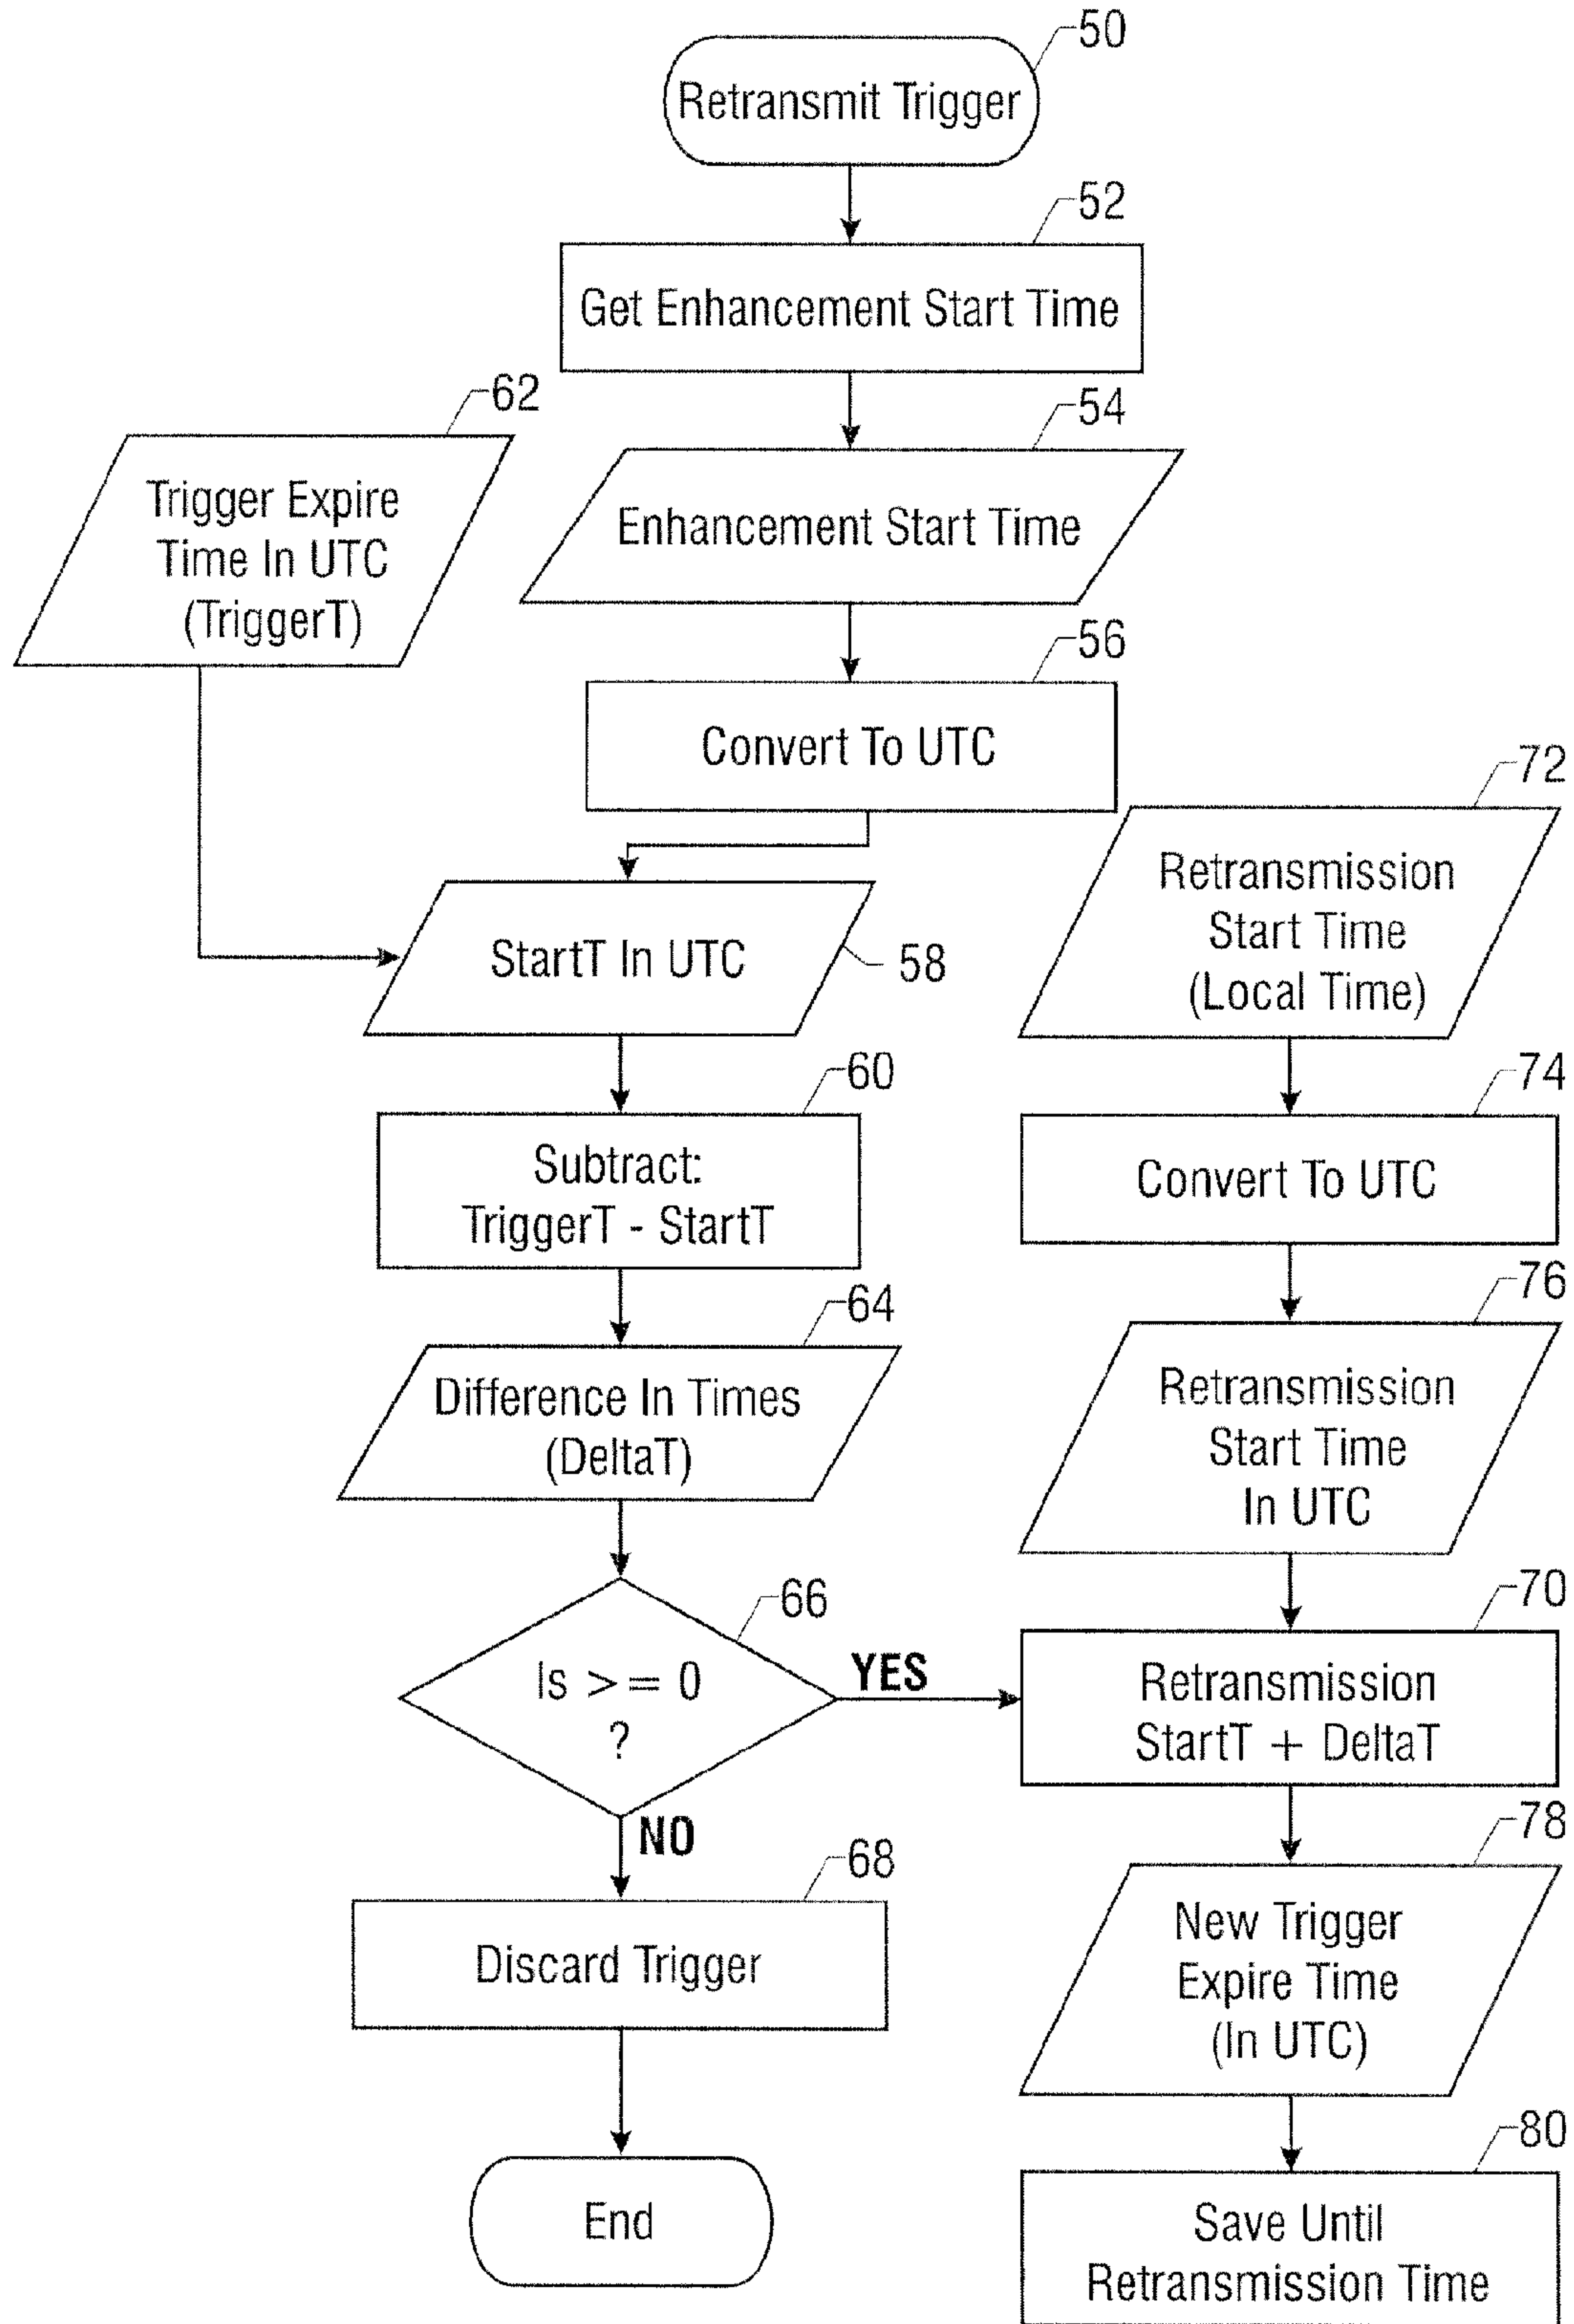 50
Retransmit Trigger
52
Get Enhancement Start Time
62
Trigger Expire
Time In UTC
(TriggerT)
54
Enhancement Start Time
56
Convert To UTC
58
StartT In UTC
60
Subtract:
TriggerT - StartT
64
Difference In Times
(DeltaT)
66
Is >= 0
?
YES
NO
68
Discard Trigger
End
72
Retransmission
Start Time
(Local Time)
74
Convert To UTC
76
Retransmission
Start Time
In UTC
70
Retransmission
StartT + DeltaT
78
New Trigger
Expire Time
(In UTC)
80
Save Until
Retransmission Time